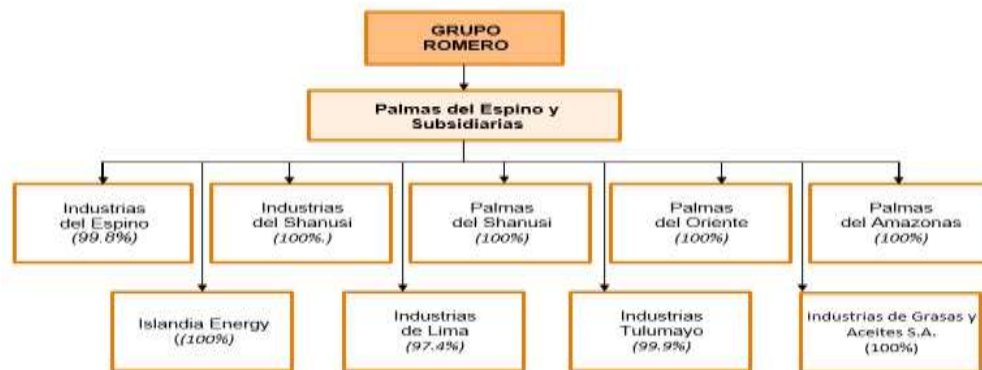 GRUPO
ROMERO
Palmas del Espino y
Subsidiarias
Industrias
del Espino
(99.8%)
Industrias
del Shanusi
(100%.)
Palmas
del Shanusi
(100%)
Palmas
del Oriente
(100%)
Palmas
del Amazonas
(100%)
Islandia Energy
((100%)
Industrias
de Lima
(97.4%)
Industrias
Tulumayo
(99.9%)
Industrias de Grasas y
Aceites S.A.
(100%)